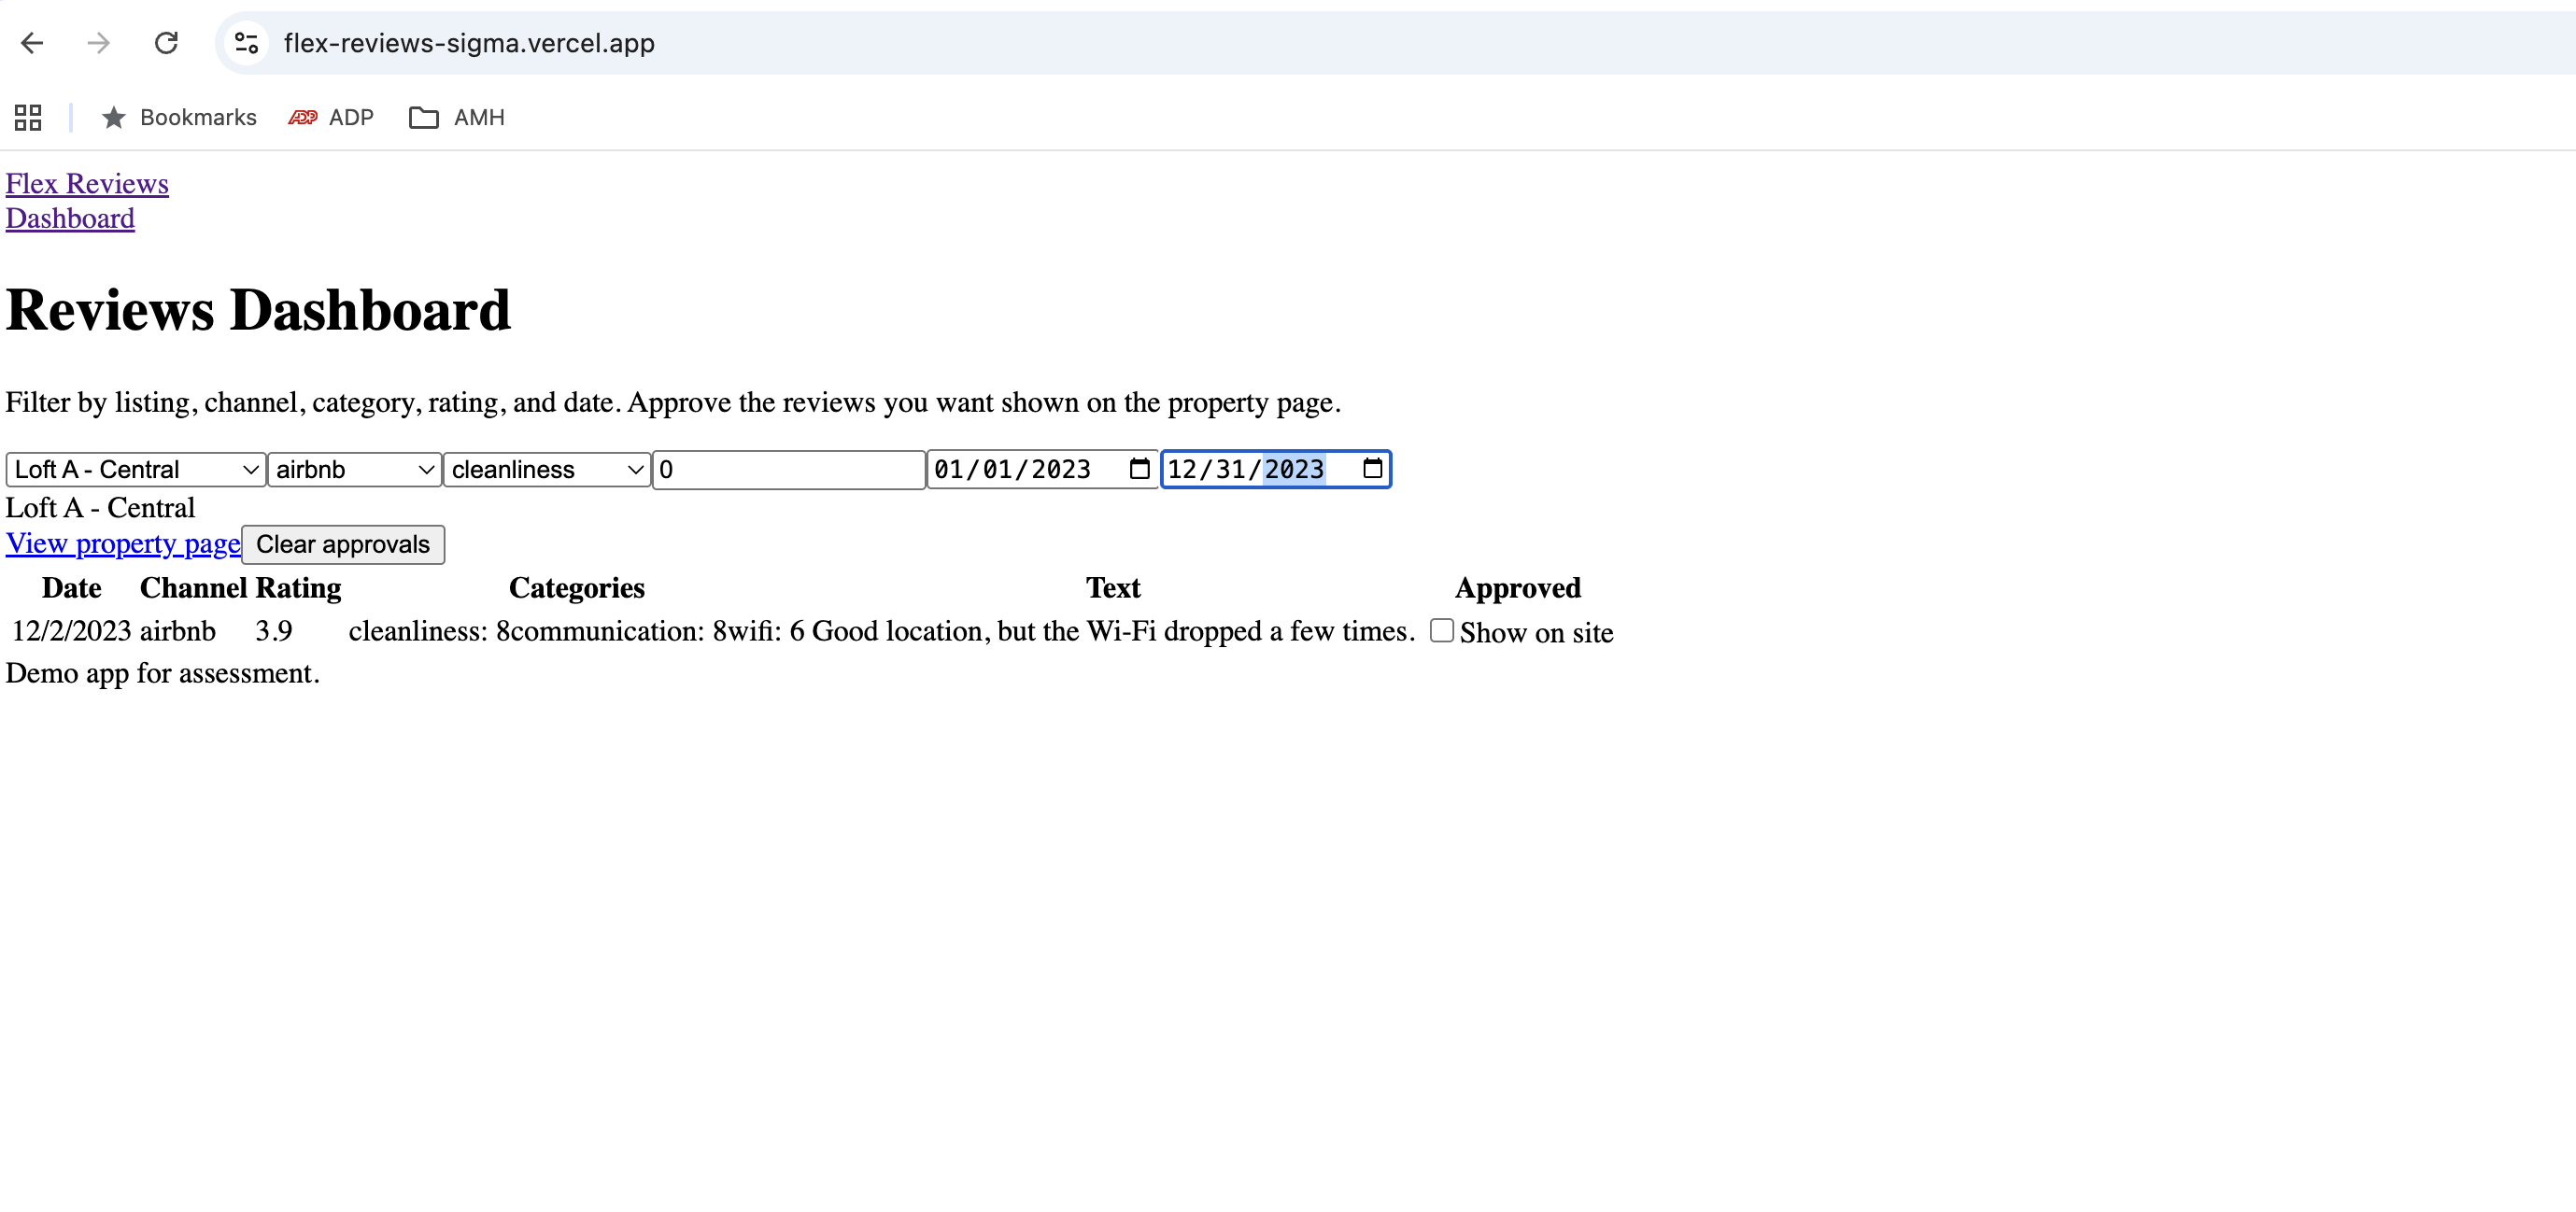 flex-reviews-sigma.vercel.app
Bookmarks ADP ADP AMH
Flex Reviews
Dashboard
Reviews Dashboard
Filter by listing, channel, category, rating, and date. Approve the reviews you want shown on the property page.
Loft A - Central airbnb cleanliness 0 01/01/2023 12/31/2023
Loft A - Central
View property page Clear approvals
Date Channel Rating Categories Text Approved
12/2/2023 airbnb 3.9 cleanliness: 8communication: 8wifi: 6 Good location, but the Wi-Fi dropped a few times. Show on site
Demo app for assessment.